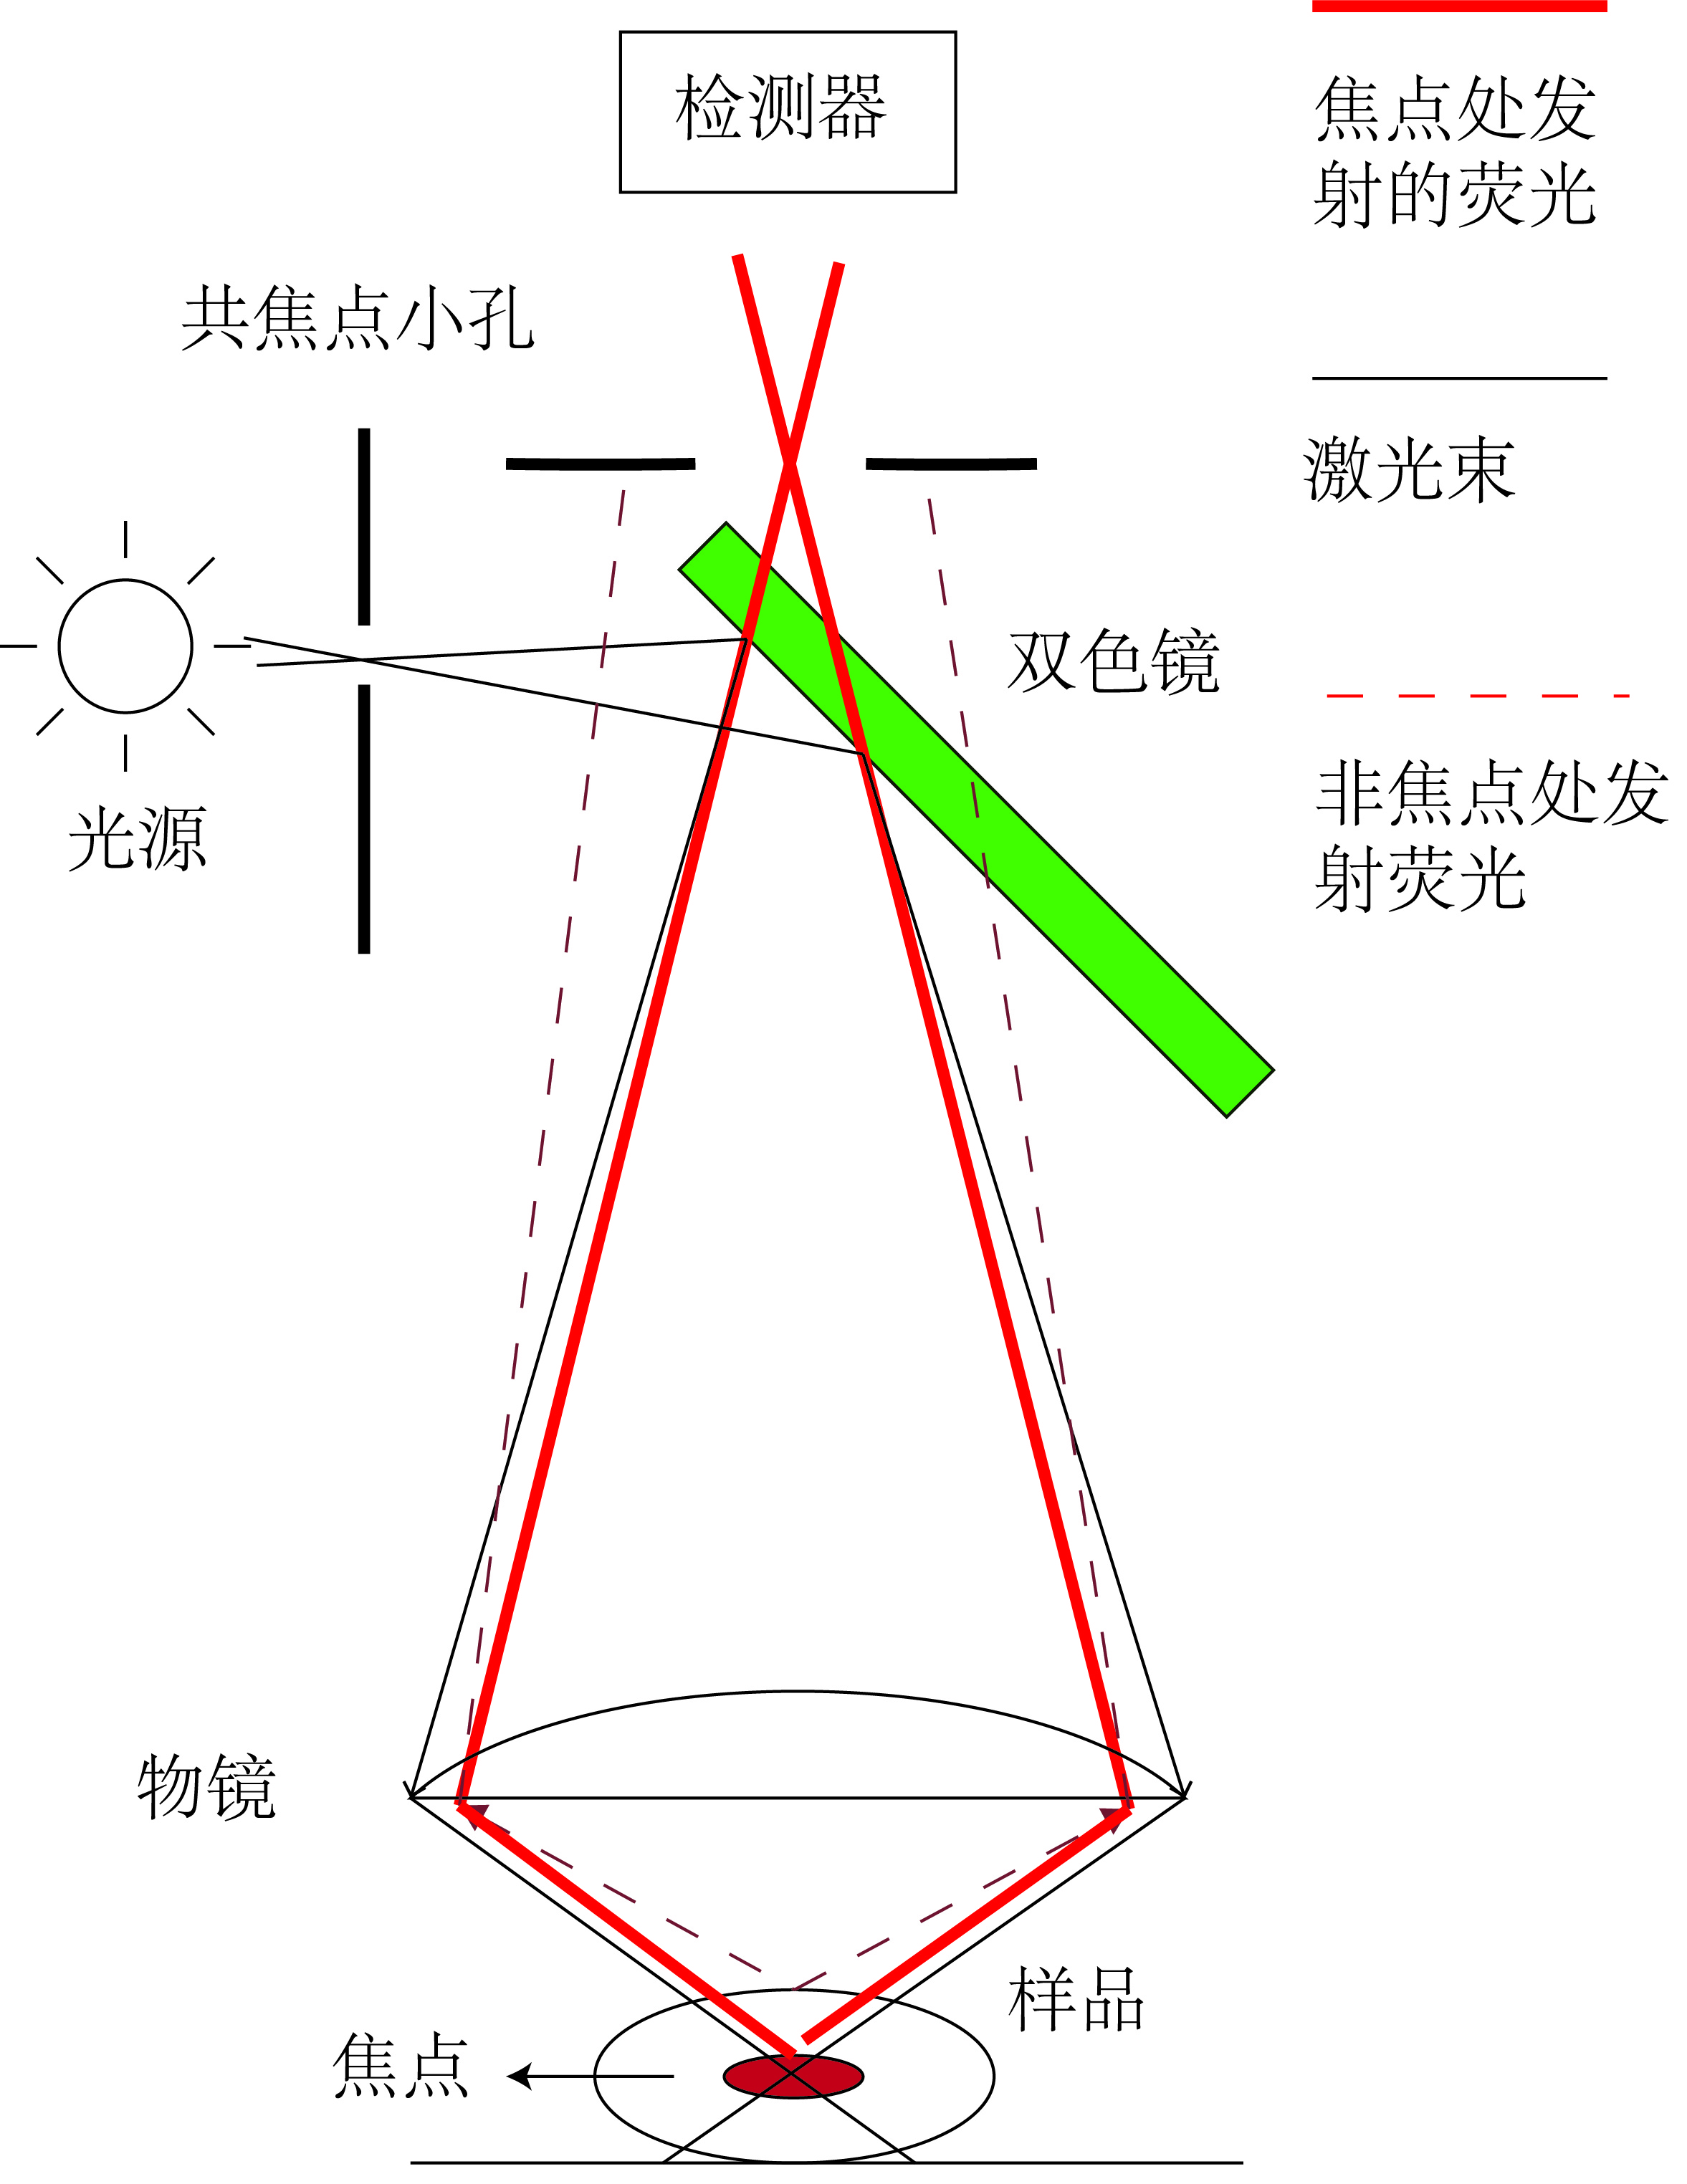 检测器
焦点处发
射的荧光
共焦点小孔
激光束
双色镜
非焦点处发
射荧光
光源
物镜
样品
焦点